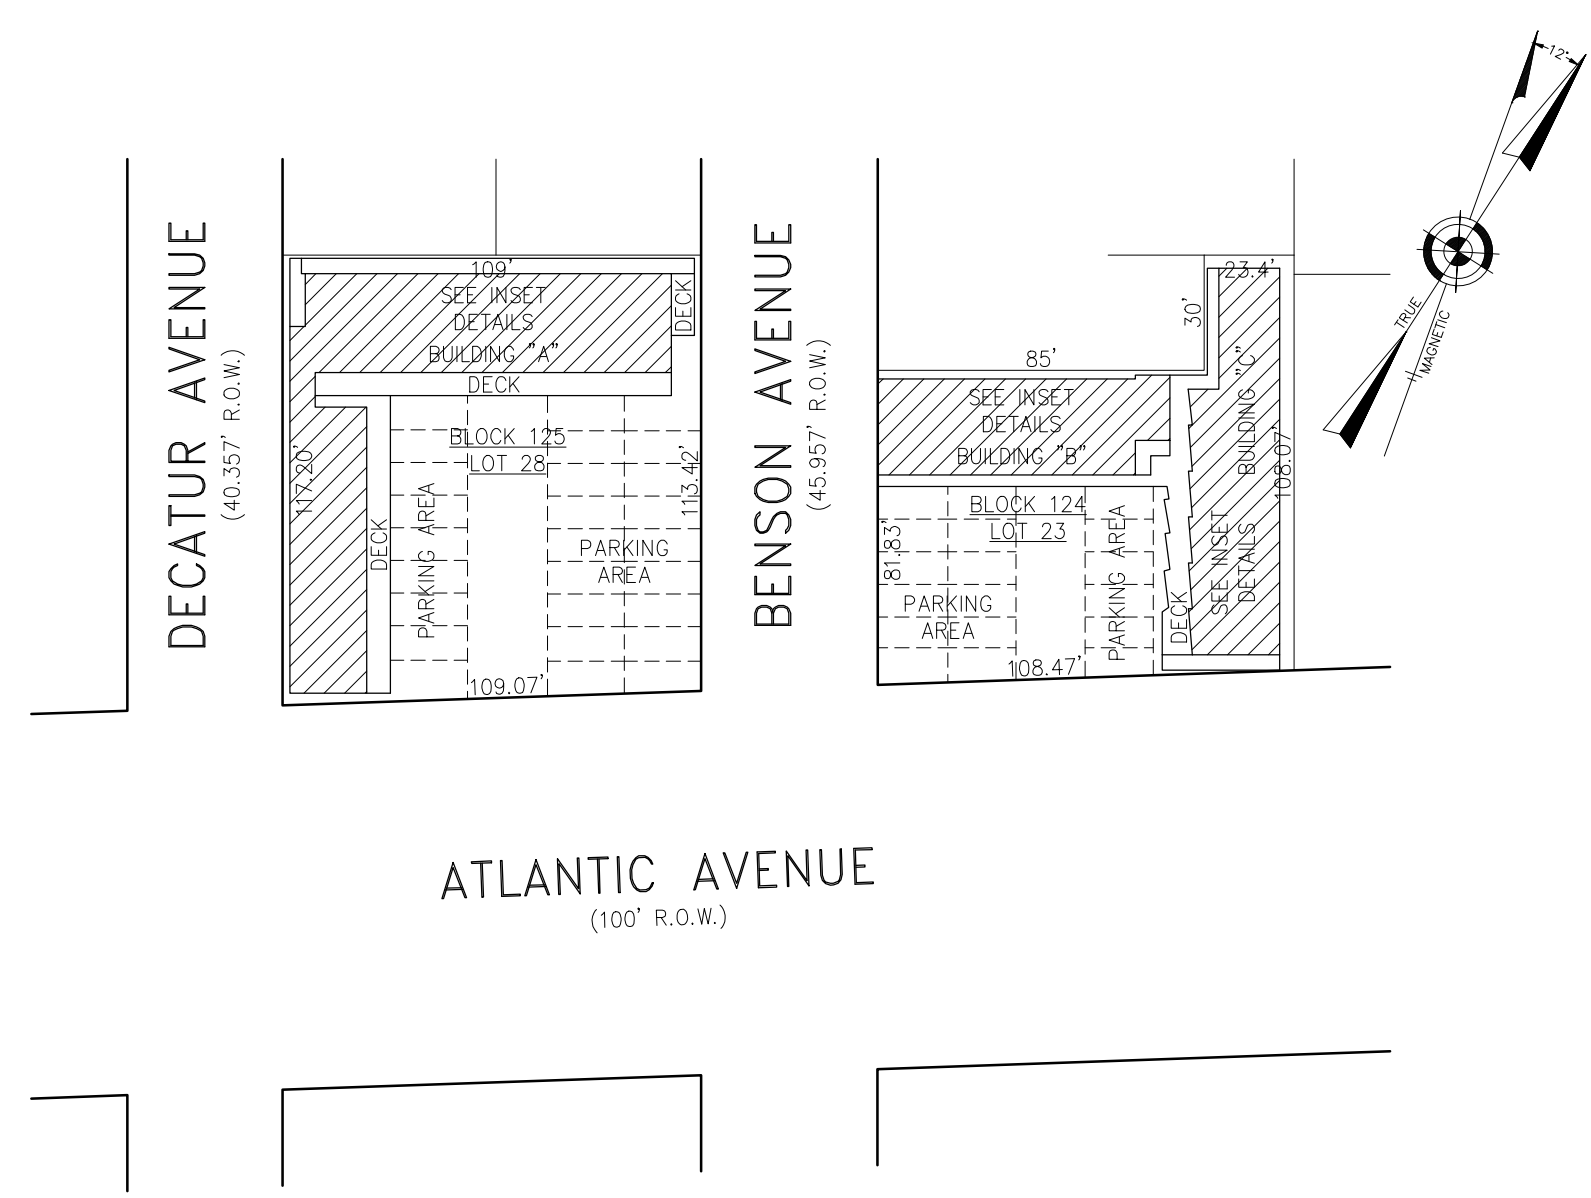 12°
TRUE
MAGNETIC
DECATUR AVENUE
(40.357' R.O.W.)
109'
SEE INSET
DETAILS
BUILDING "A"
DECK
DECK
117.20'
BLOCK 125
LOT 28
113.42'
DECK
PARKING AREA
PARKING
AREA
109.07'
BENSON AVENUE
(45.957' R.O.W.)
85'
30'
23.4'
SEE INSET
DETAILS
BUILDING "B"
BUILDING "C"
108.07'
SEE INSET
DETAILS
BLOCK 124
LOT 23
81.83'
PARKING
AREA
PARKING AREA
DECK
108.47'
ATLANTIC AVENUE
(100' R.O.W.)